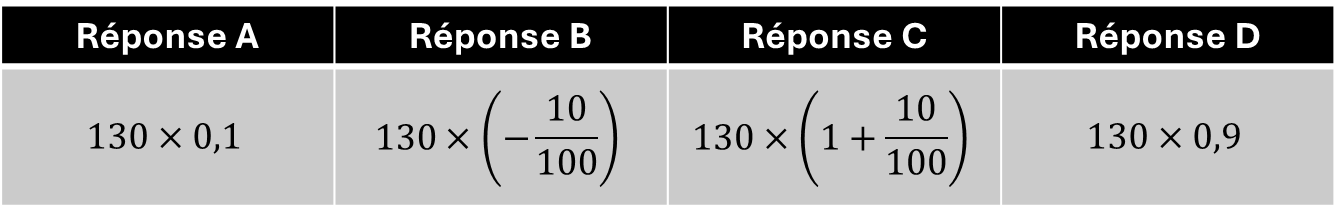 Réponse A Réponse B Réponse C Réponse D
130 × 0,1 130 × (−10/100) 130 × (1 + 10/100) 130 × 0,9